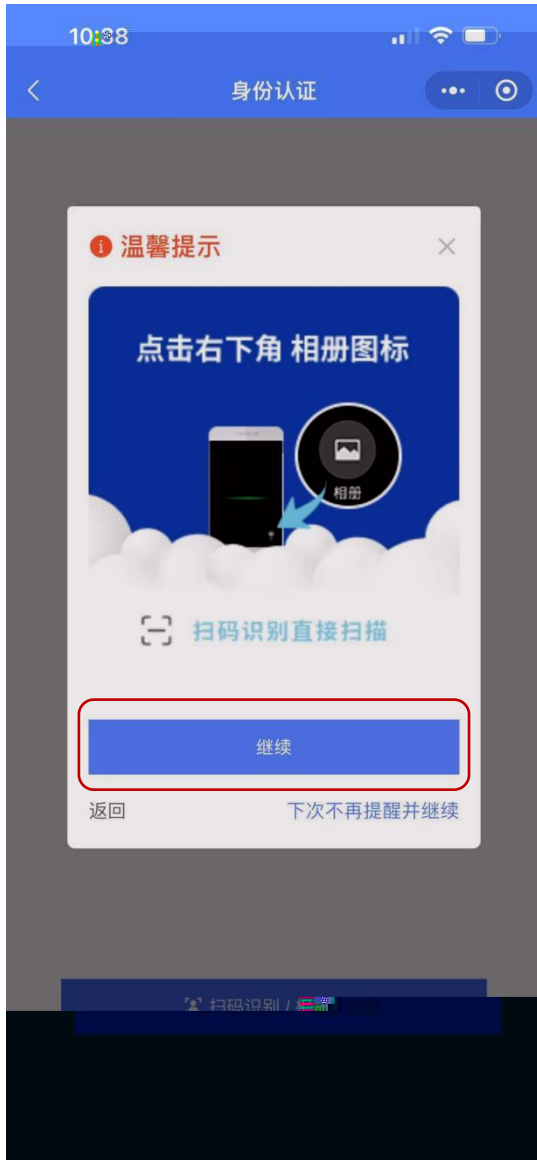 身份认证
温馨提示
点击右下角 相册图标
相册
扫码识别直接扫描
继续
返回
下次不再提醒并继续
扫码识别 /